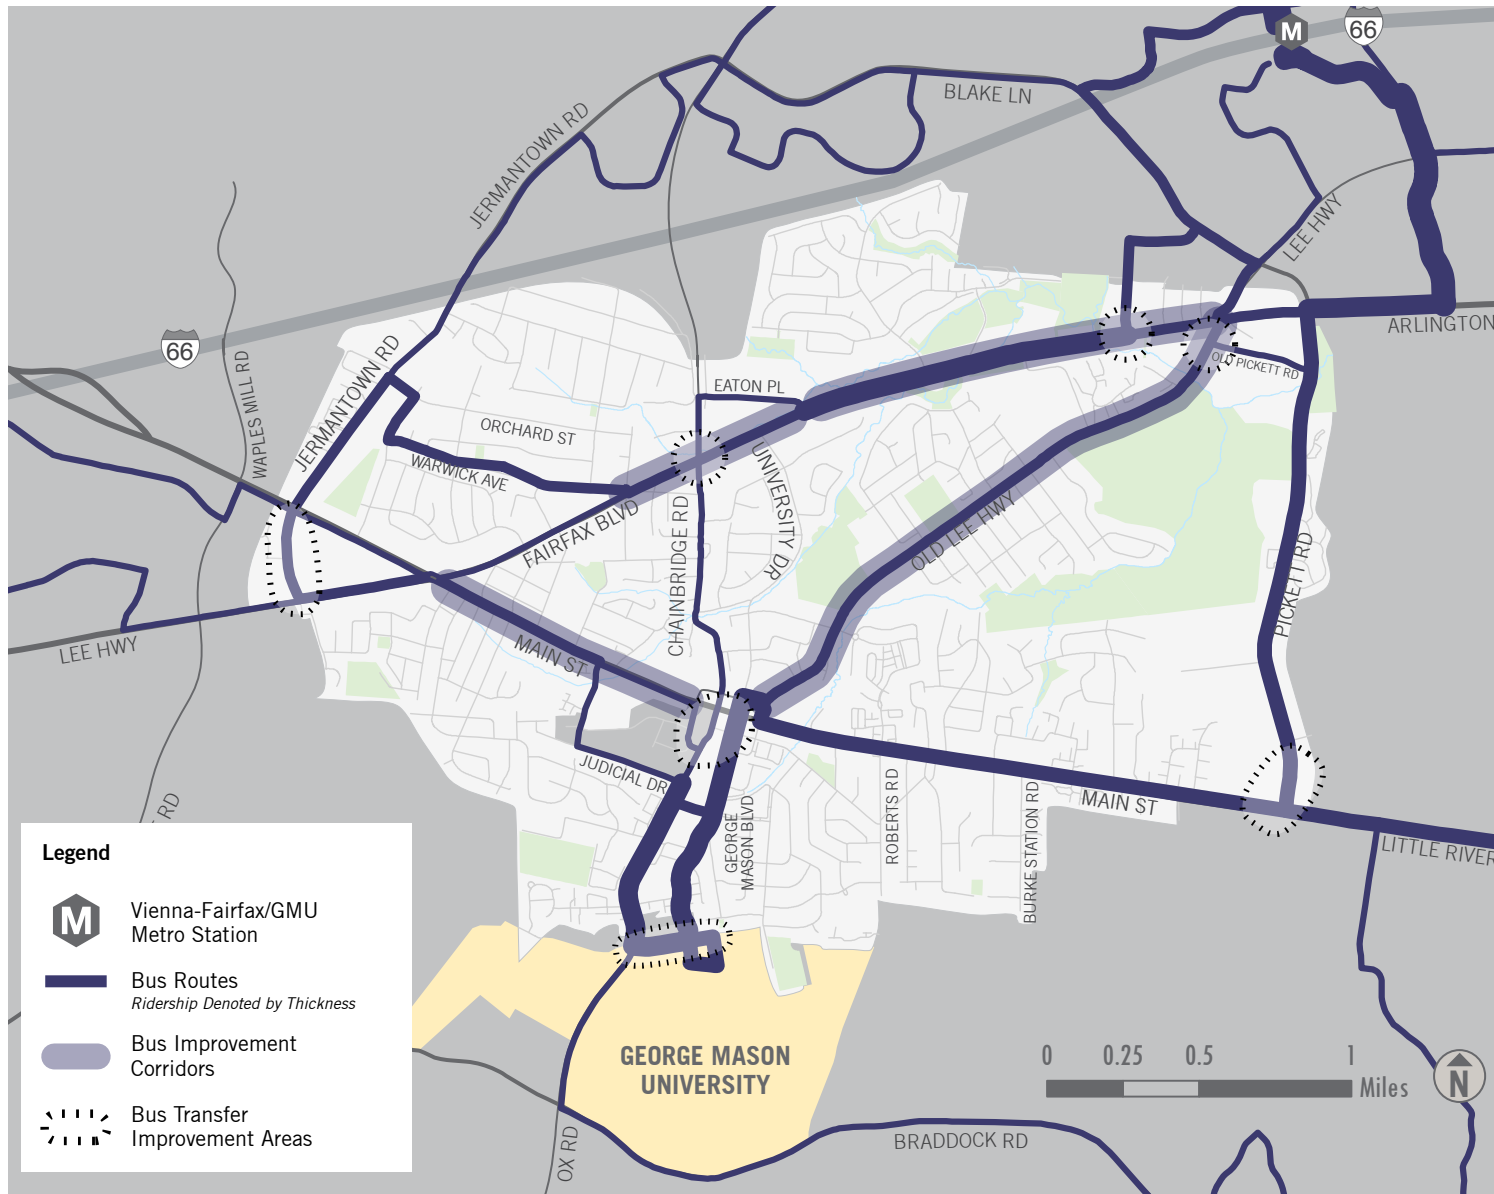 M
66
BLAKE LN
JERMANTOWN RD
LEE HWY
ARLINGTON
66
WAPLES MILL RD
JERMANTOWN RD
OLD PICKETT RD
EATON PL
ORCHARD ST
WARWICK AVE
UNIVERSITY DR
CHAINBRIDGE RD
FAIRFAX BLVD
OLD LEE HWY
PICKETT RD
LEE HWY
MAIN ST
JUDICIAL DR
GEORGE
MASON BLVD
ROBERTS RD
BURKE STATION RD
MAIN ST
LITTLE RIVER
RD
Legend
M
Vienna-Fairfax/GMU
Metro Station
Bus Routes
Ridership Denoted by Thickness
Bus Improvement
Corridors
Bus Transfer
Improvement Areas
GEORGE MASON
UNIVERSITY
0 0.25 0.5 1
Miles
N
OX RD
BRADDOCK RD